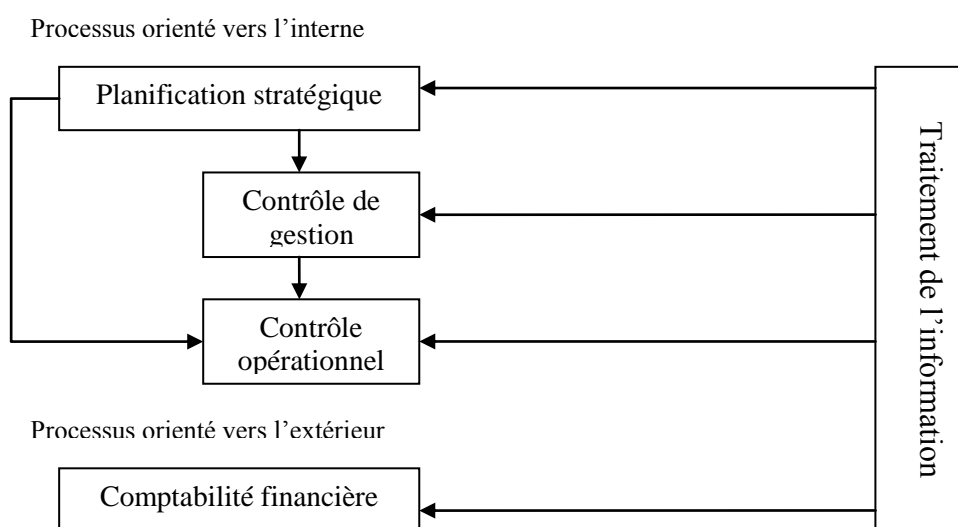 Processus orienté vers l’interne
Planification stratégique
Contrôle de
gestion
Contrôle
opérationnel
Processus orienté vers l’extérieur
Comptabilité financière
Traitement de l’information